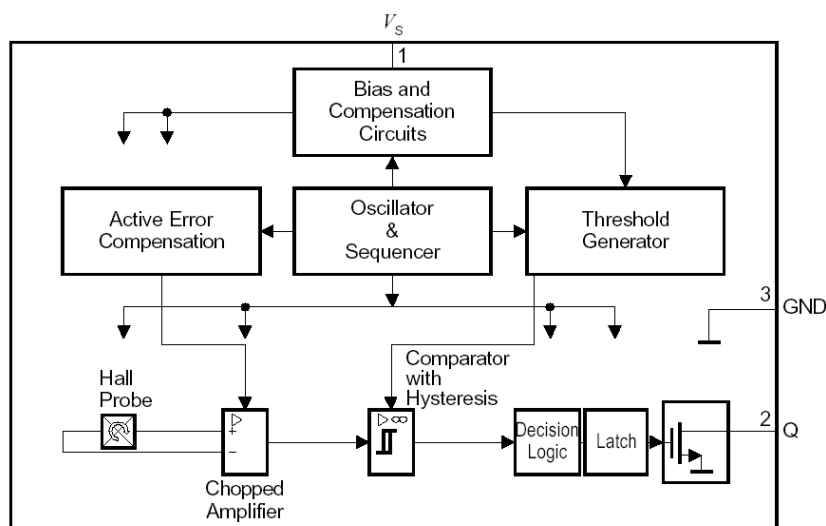 Vs
1
Bias and
Compensation
Circuits
Active Error
Compensation
Oscillator
&
Sequencer
Threshold
Generator
3
GND
Comparator
with
Hysteresis
Hall
Probe
+
−
▷
▷∞
Decision
Logic
Latch
2
Q
Chopped
Amplifier